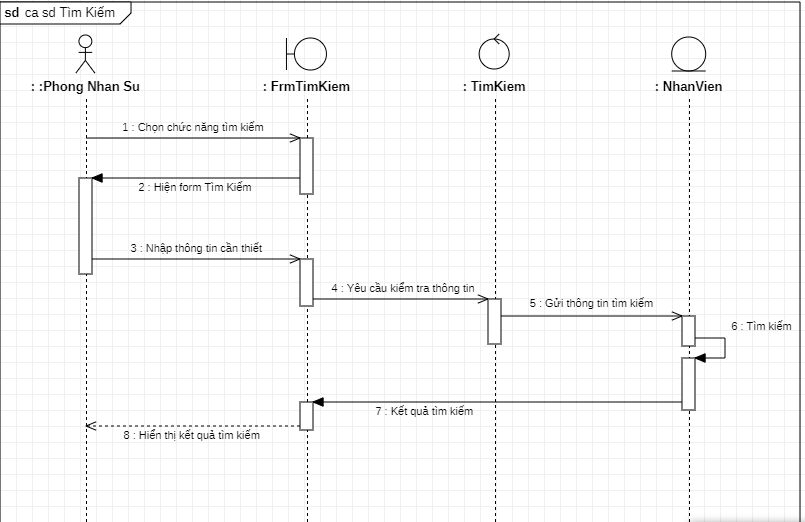 sd ca sd Tìm Kiếm
: :Phong Nhan Su
: FrmTimKiem
: TimKiem
: NhanVien
1 : Chọn chức năng tìm kiếm
2 : Hiện form Tìm Kiếm
3 : Nhập thông tin cần thiết
4 : Yêu cầu kiểm tra thông tin
5 : Gửi thông tin tìm kiếm
6 : Tìm kiếm
7 : Kết quả tìm kiếm
8 : Hiển thị kết quả tìm kiếm